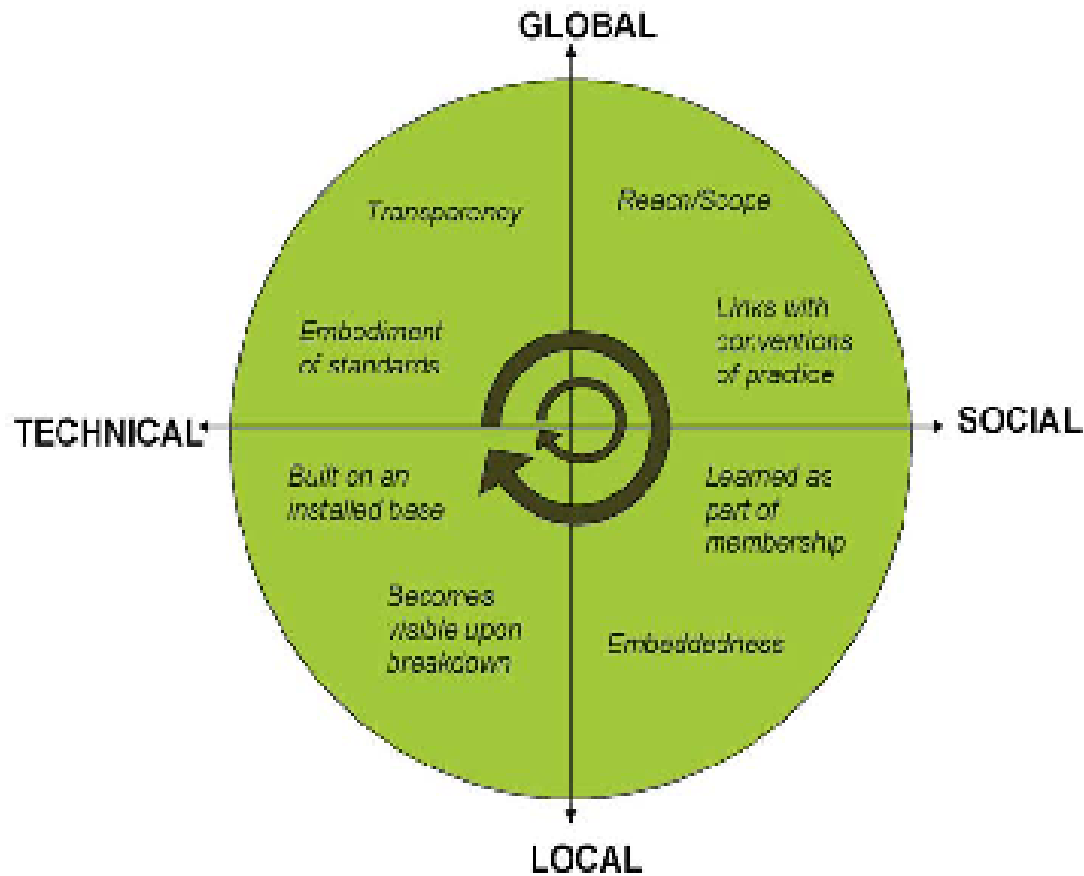 GLOBAL
Transparency
Reach/Scope
Embodiment
of standards
Links with
conventions
of practice
TECHNICAL
SOCIAL
Built on an
installed base
Learned as
part of
membership
Becomes
visible upon
breakdown
Embeddedness
LOCAL